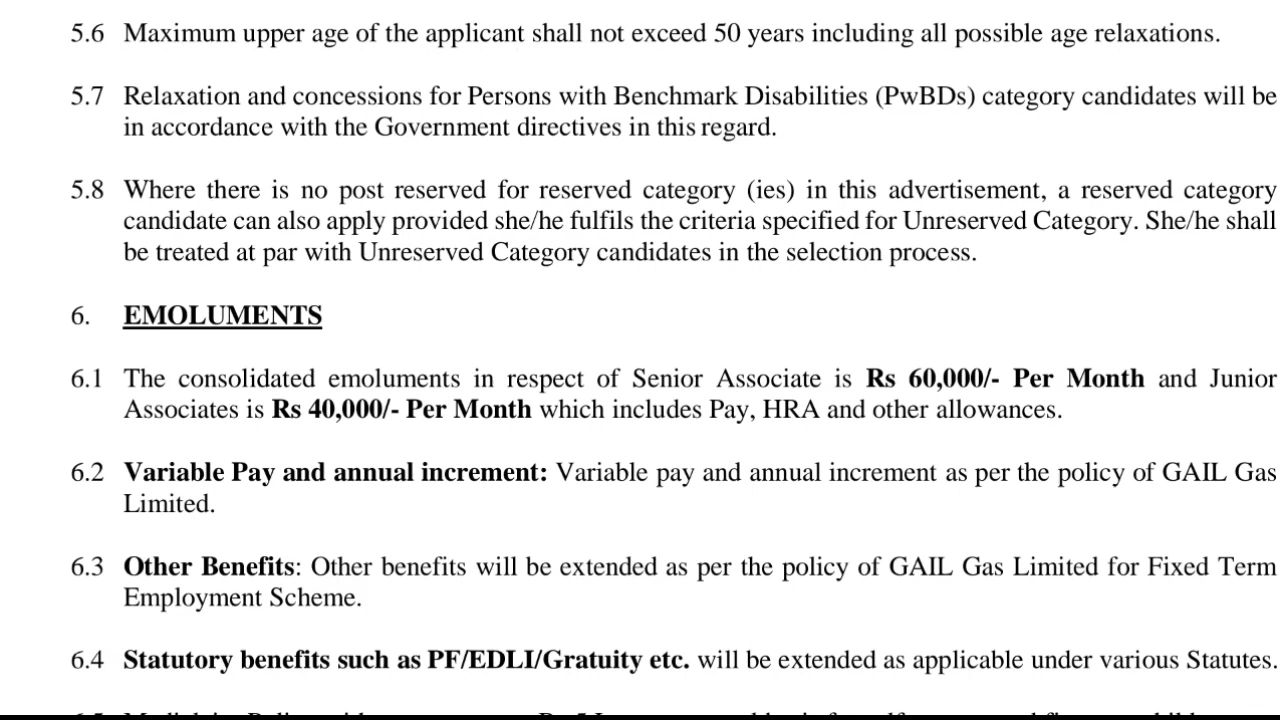 5.6 Maximum upper age of the applicant shall not exceed 50 years including all possible age relaxations.
5.7 Relaxation and concessions for Persons with Benchmark Disabilities (PwBDs) category candidates will be
in accordance with the Government directives in this regard.
5.8 Where there is no post reserved for reserved category (ies) in this advertisement, a reserved category
candidate can also apply provided she/he fulfils the criteria specified for Unreserved Category. She/he shall
be treated at par with Unreserved Category candidates in the selection process.
6. EMOLUMENTS
6.1 The consolidated emoluments in respect of Senior Associate is Rs 60,000/- Per Month and Junior
Associates is Rs 40,000/- Per Month which includes Pay, HRA and other allowances.
6.2 Variable Pay and annual increment: Variable pay and annual increment as per the policy of GAIL Gas
Limited.
6.3 Other Benefits: Other benefits will be extended as per the policy of GAIL Gas Limited for Fixed Term
Employment Scheme.
6.4 Statutory benefits such as PF/EDLI/Gratuity etc. will be extended as applicable under various Statutes.